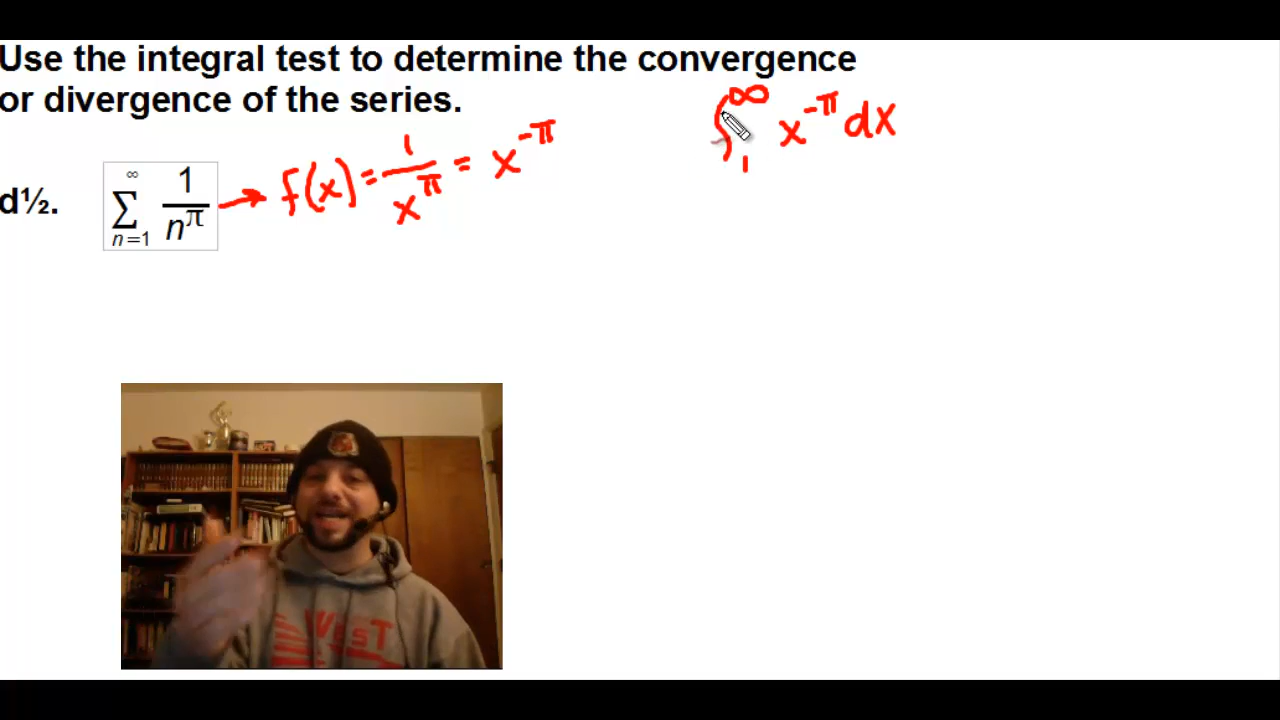 Use the integral test to determine the convergence
or divergence of the series.
d½. ∞ Σ n=1 1/n^π → f(x) = 1/x^π = x^-π
∫_1^∞ x^-π dx
West